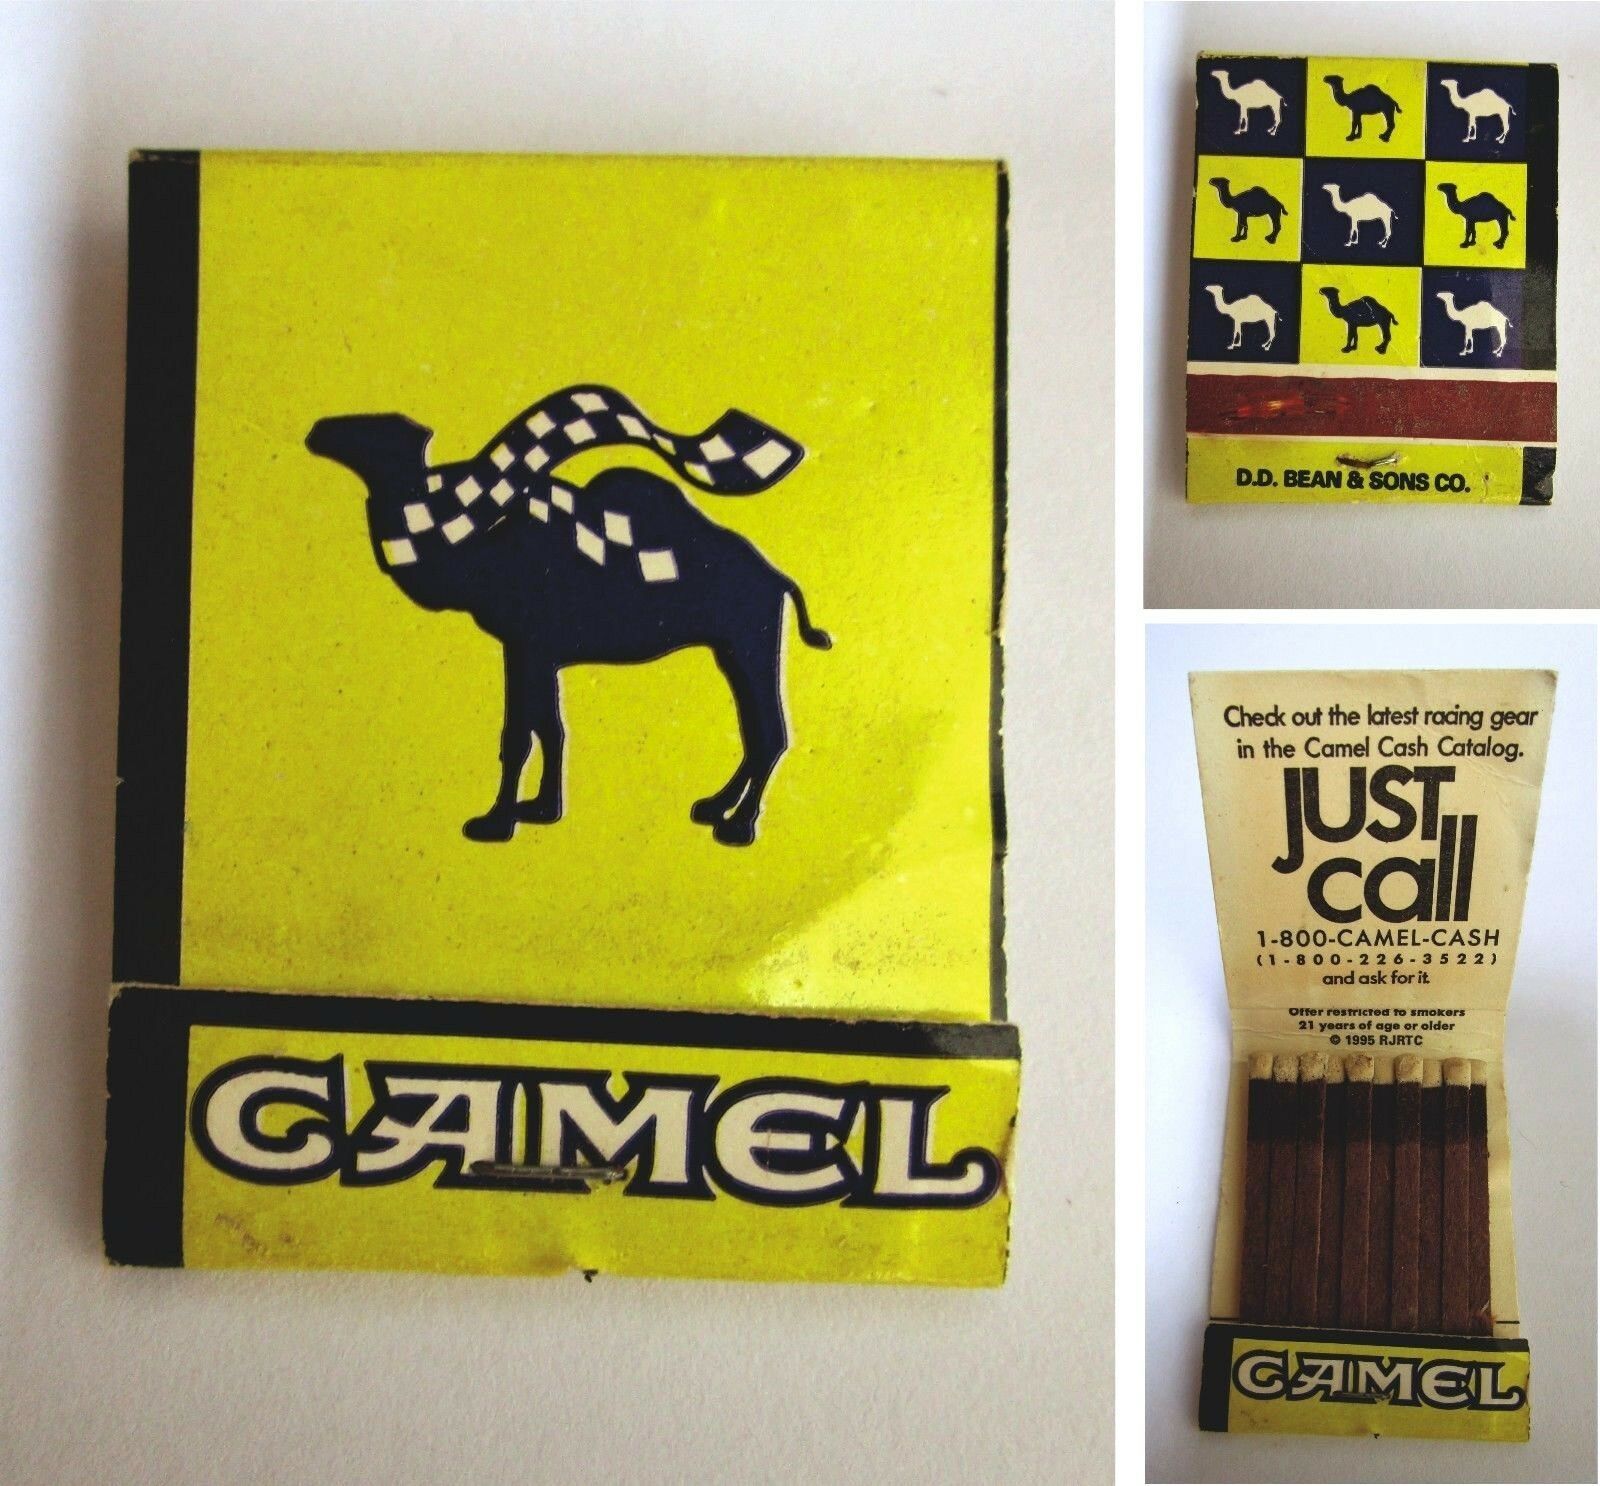 CAMEL
D.D. BEAN & SONS CO.
Check out the latest racing gear
in the Camel Cash Catalog.
JUST
call
1-800-CAMEL-CASH
(1-800-226-3522)
and ask for it.
Offer restricted to smokers
21 years of age or older
© 1995 RJRTC
CAMEL